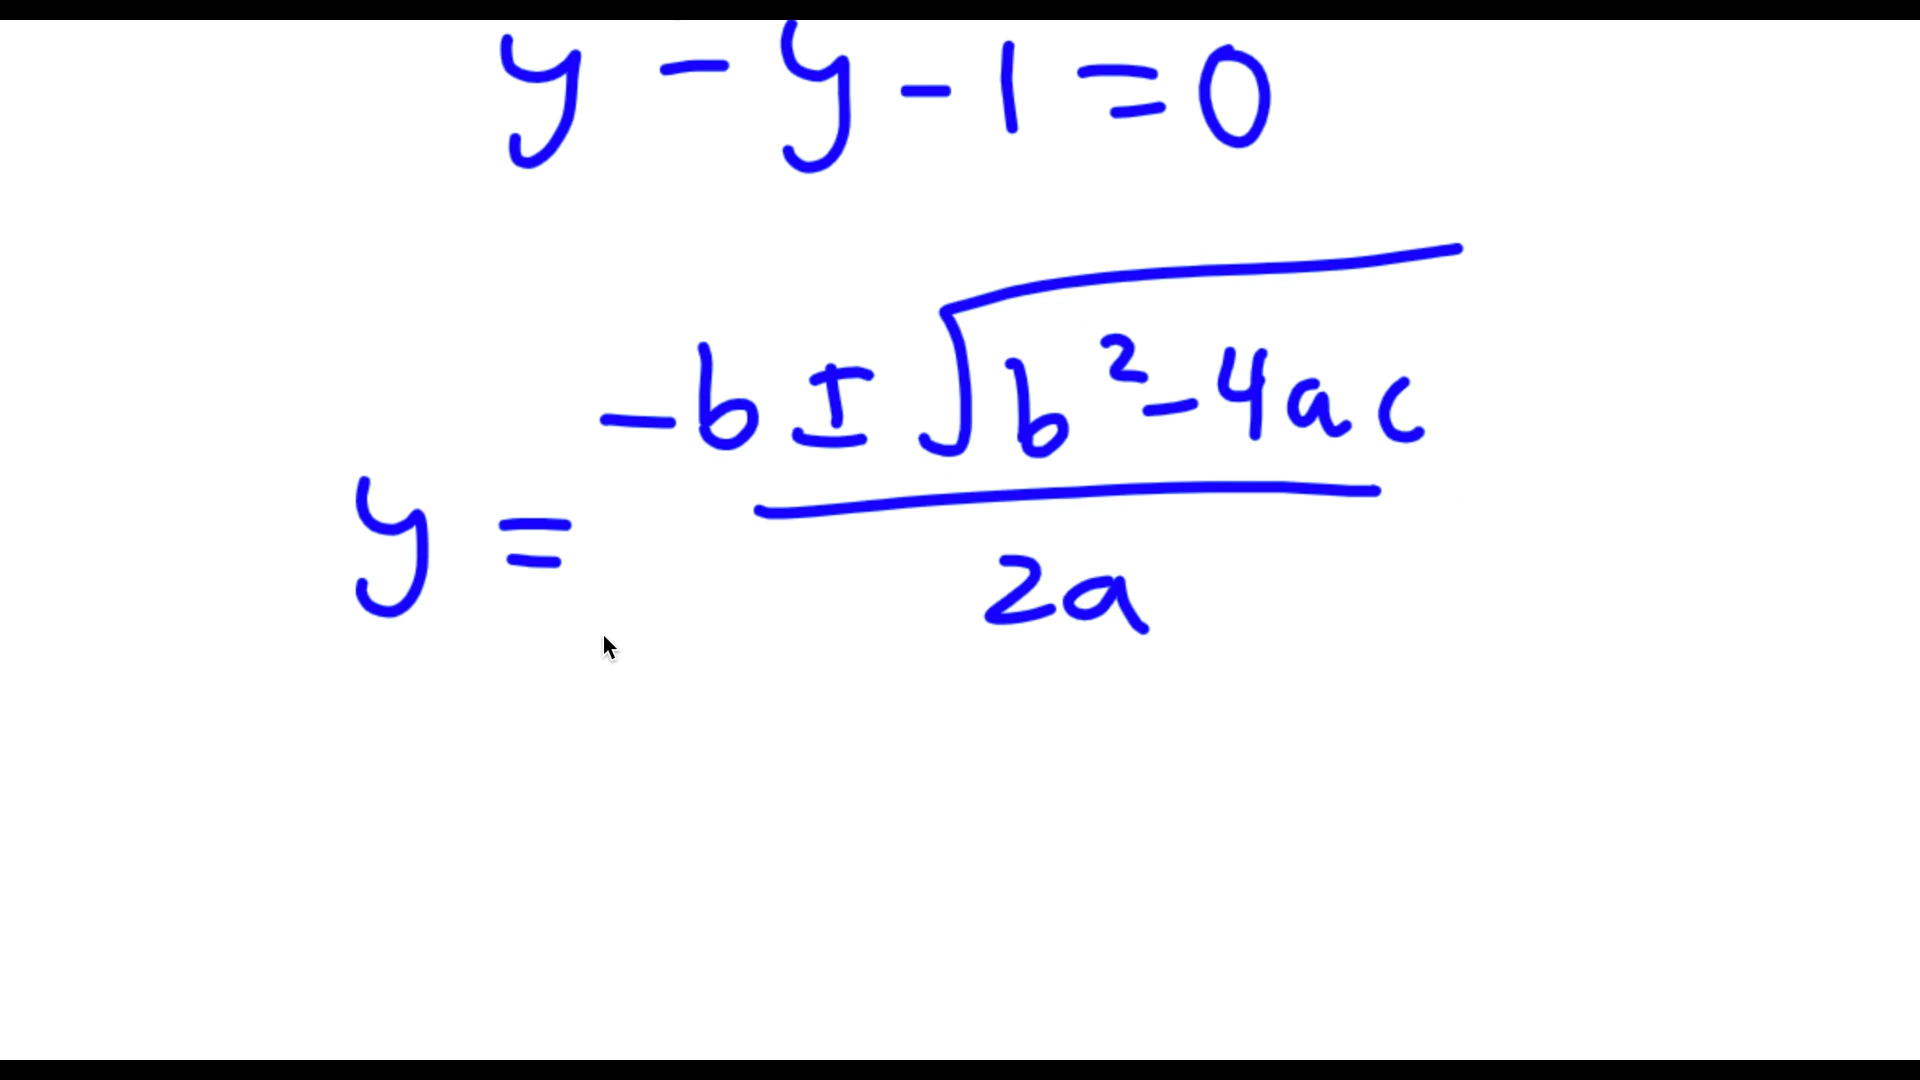 y - y - 1 = 0
-b ± √(b² - 4ac)
y =
2a